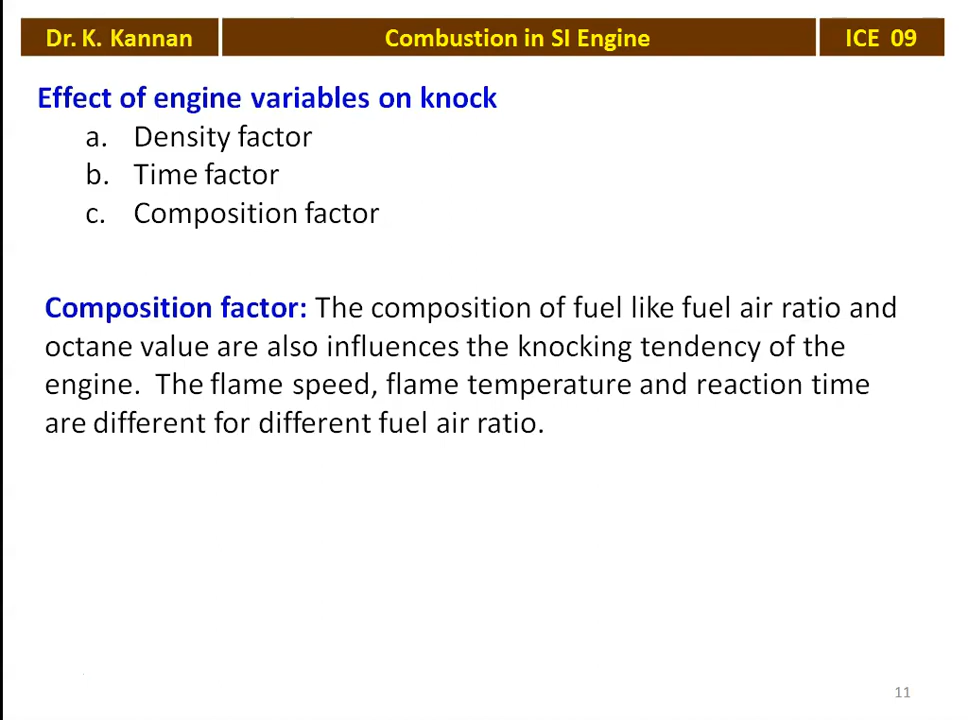 Dr. K. Kannan
Combustion in SI Engine
ICE 09
Effect of engine variables on knock
a. Density factor
b. Time factor
c. Composition factor
Composition factor: The composition of fuel like fuel air ratio and
octane value are also influences the knocking tendency of the
engine. The flame speed, flame temperature and reaction time
are different for different fuel air ratio.
11